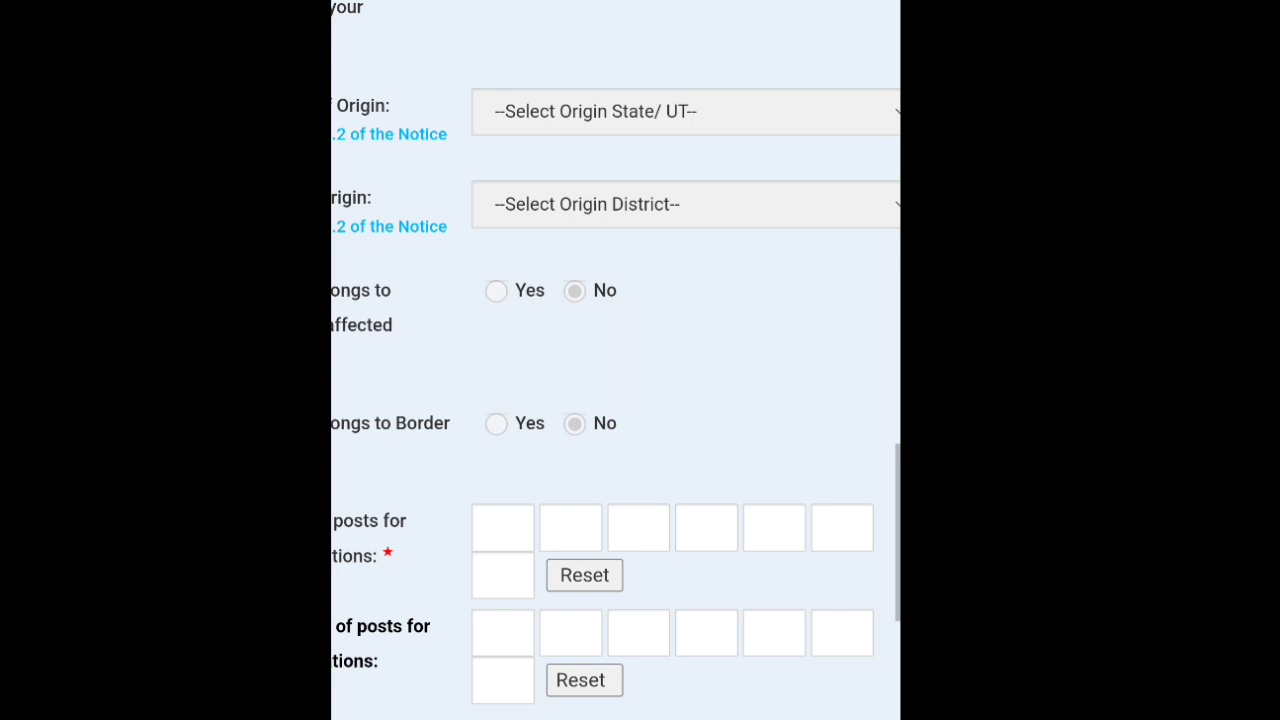 your
Origin:
--Select Origin State/ UT--
.2 of the Notice
rigin:
--Select Origin District--
.2 of the Notice
ongs to
Yes
No
affected
ongs to Border
Yes
No
posts for
tions: *
Reset
of posts for
tions:
Reset